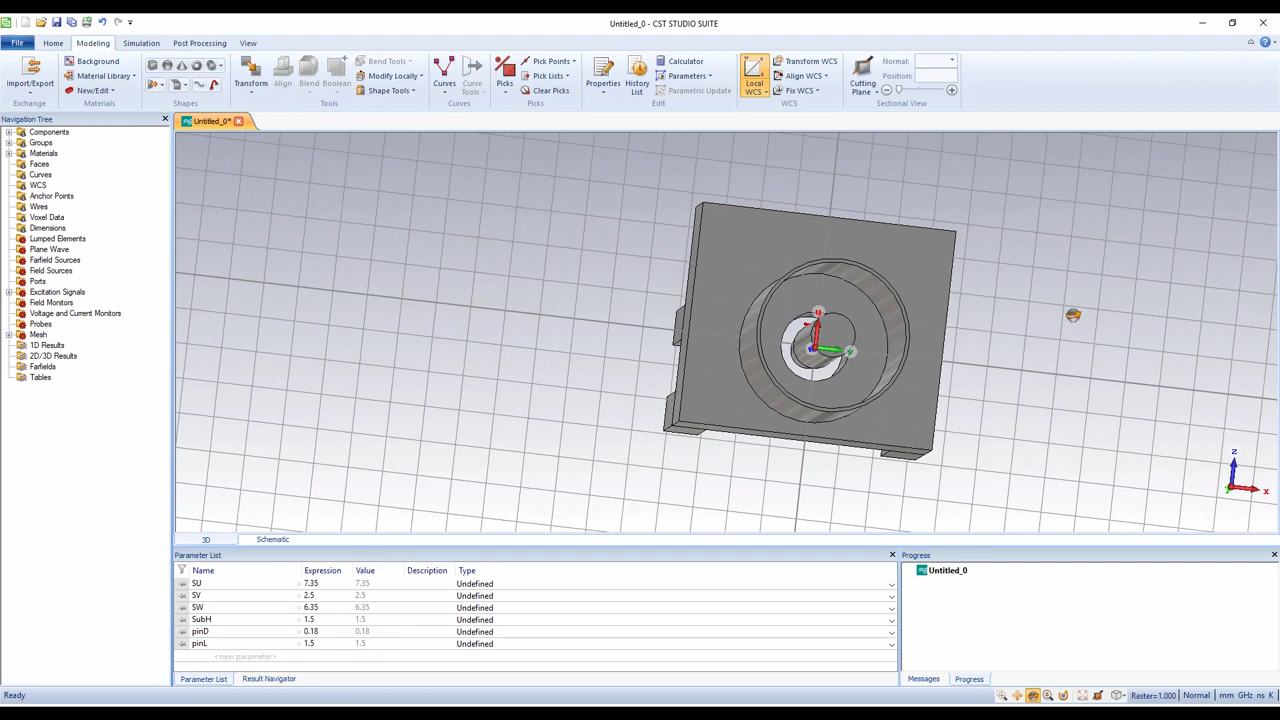 Untitled_0 - CST STUDIO SUITE
File Home Modeling Simulation Post Processing View
Import/Export
Exchange
Background
Material Library
New/Edit
Materials
Shapes
Transform Align Blend Boolean
Bend Tools
Modify Locally
Shape Tools
Tools
Curves Curve Tools
Curves
Picks
Pick Points
Pick Lists
Clear Picks
Picks
Properties History List
Calculator
Parameters
Parametric Update
Edit
Local WCS
Transform WCS
Align WCS
Fix WCS
WCS
Cutting Plane
Normal:
Position:
Sectional View
Navigation Tree
Untitled_0*
Components
Groups
Materials
Faces
Curves
WCS
Anchor Points
Wires
Voxel Data
Dimensions
Lumped Elements
Plane Wave
Farfield Sources
Field Sources
Ports
Excitation Signals
Field Monitors
Voltage and Current Monitors
Probes
Mesh
1D Results
2D/3D Results
Farfields
Tables
u
v
w
z
x
y
3D Schematic
Parameter List
Name Expression Value Description Type
SU = 7.35 7.35 Undefined
SV = 2.5 2.5 Undefined
SW = 6.35 6.35 Undefined
SubH = 1.5 1.5 Undefined
pinD = 0.18 0.18 Undefined
pinL = 1.5 1.5 Undefined
<new parameter>
Parameter List Result Navigator
Progress
Untitled_0
Messages Progress
Ready
Raster=1.000 Normal mm GHz ns K